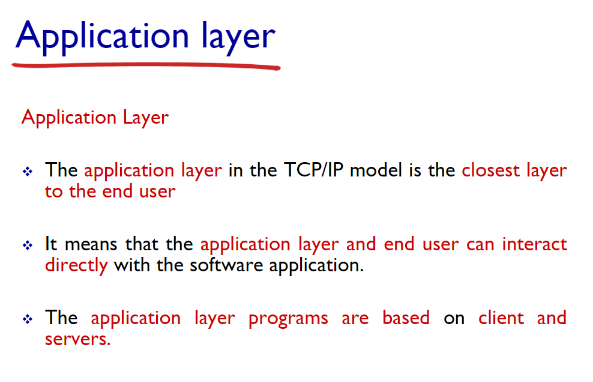 Application layer
Application Layer
The application layer in the TCP/IP model is the closest layer
to the end user
It means that the application layer and end user can interact
directly with the software application.
The application layer programs are based on client and
servers.